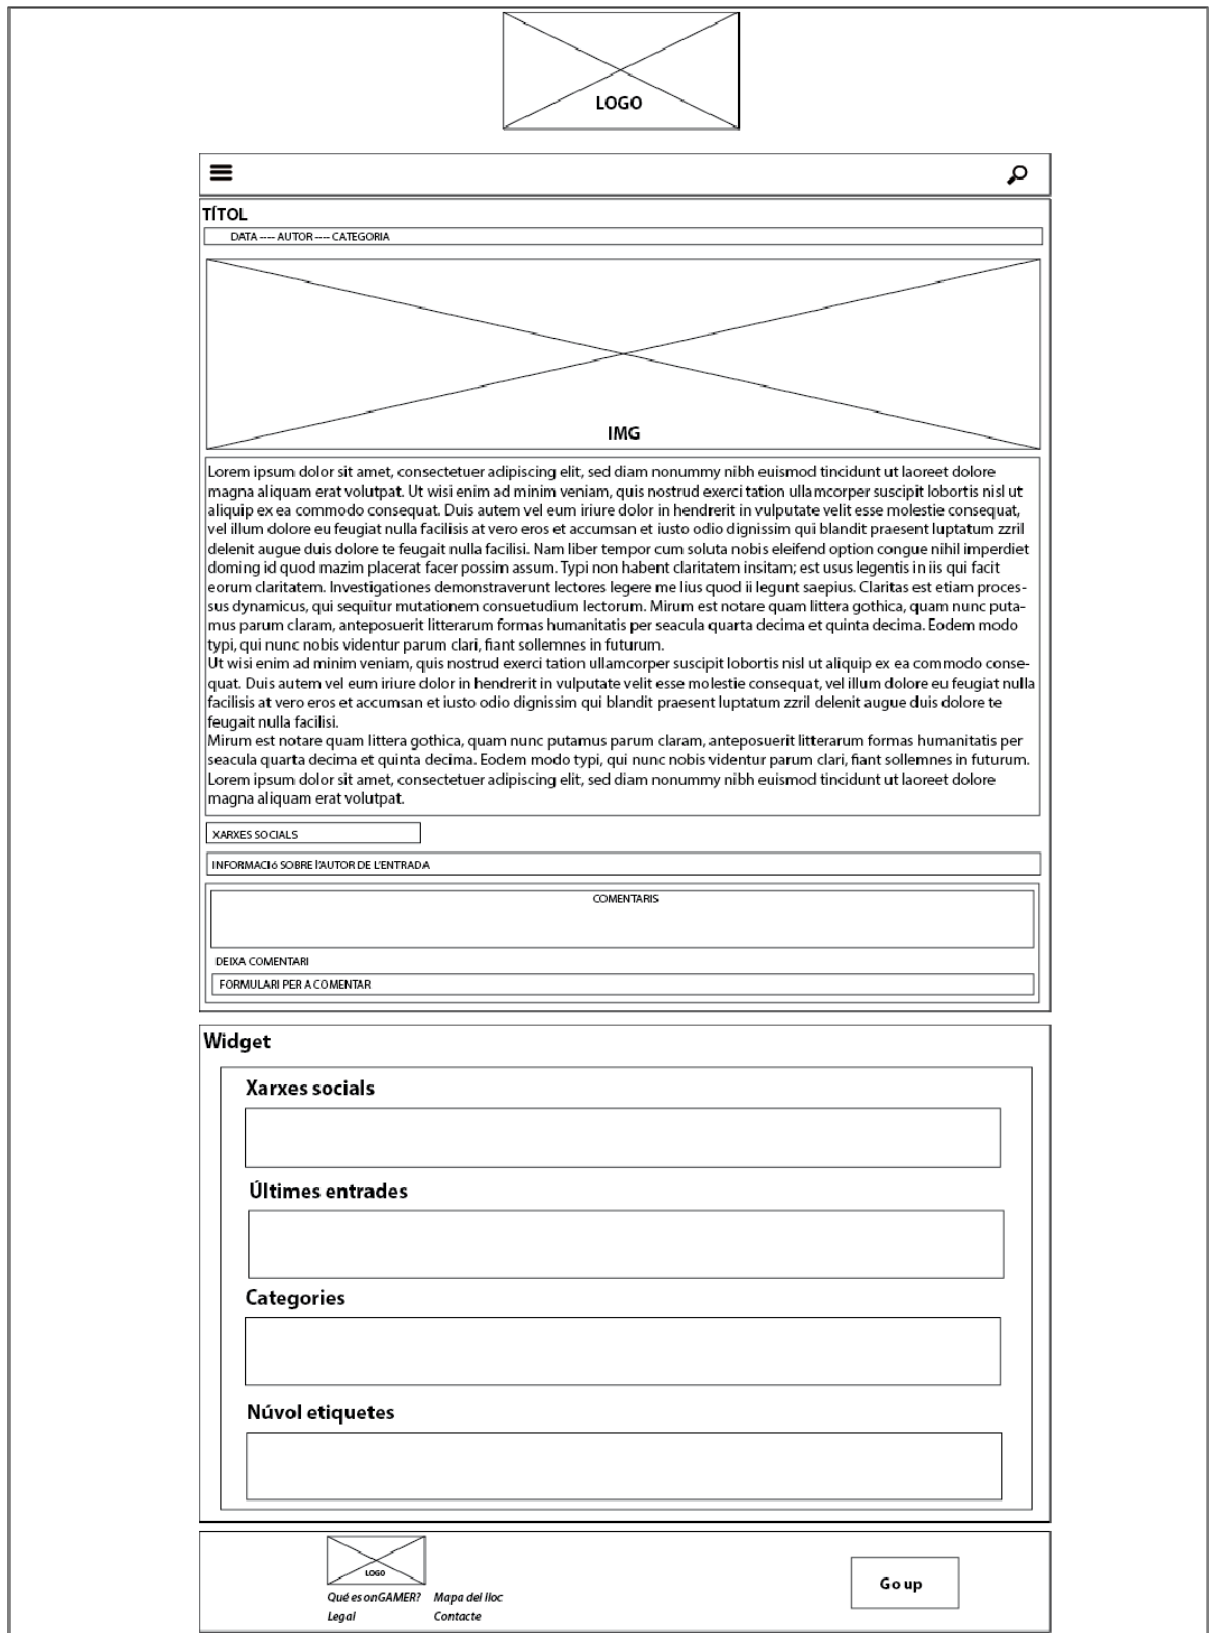 LOGO
TÍTOL
DATA ---- AUTOR ---- CATEGORIA
IMG
Lorem ipsum dolor sit amet, consectetuer adipiscing elit, sed diam nonummy nibh euismod tincidunt ut laoreet dolore
magna aliquam erat volutpat. Ut wisi enim ad minim veniam, quis nostrud exerci tation ullamcorper suscipit lobortis nisl ut
aliquip ex ea commodo consequat. Duis autem vel eum iriure dolor in hendrerit in vulputate velit esse molestie consequat,
vel illum dolore eu feugiat nulla facilisis at vero eros et accumsan et iusto odio dignissim qui blandit praesent luptatum zzril
delenit augue duis dolore te feugait nulla facilisi. Nam liber tempor cum soluta nobis eleifend option congue nihil imperdiet
doming id quod mazim placerat facer possim assum. Typi non habent claritatem insitam; est usus legentis in iis qui facit
eorum claritatem. Investigationes demonstraverunt lectores legere me lius quod ii legunt saepius. Claritas est etiam proces-
sus dynamicus, qui sequitur mutationem consuetudium lectorum. Mirum est notare quam littera gothica, quam nunc puta-
mus parum claram, anteposuerit litterarum formas humanitatis per seacula quarta decima et quinta decima. Eodem modo
typi, qui nunc nobis videntur parum clari, fiant sollemnes in futurum.
Ut wisi enim ad minim veniam, quis nostrud exerci tation ullamcorper suscipit lobortis nisl ut aliquip ex ea commodo conse-
quat. Duis autem vel eum iriure dolor in hendrerit in vulputate velit esse molestie consequat, vel illum dolore eu feugiat nulla
facilisis at vero eros et accumsan et iusto odio dignissim qui blandit praesent luptatum zzril delenit augue duis dolore te
feugait nulla facilisi.
Mirum est notare quam littera gothica, quam nunc putamus parum claram, anteposuerit litterarum formas humanitatis per
seacula quarta decima et quinta decima. Eodem modo typi, qui nunc nobis videntur parum clari, fiant sollemnes in futurum.
Lorem ipsum dolor sit amet, consectetuer adipiscing elit, sed diam nonummy nibh euismod tincidunt ut laoreet dolore
magna aliquam erat volutpat.
XARXES SOCIALS
INFORMACIó SOBRE l'AUTOR DE L'ENTRADA
COMENTARIS
DEIXA COMENTARI
FORMULARI PER A COMENTAR
Widget
Xarxes socials
Últimes entrades
Categories
Núvol etiquetes
LOGO
Qué es onGAMER? Mapa del lloc
Legal Contacte
Go up